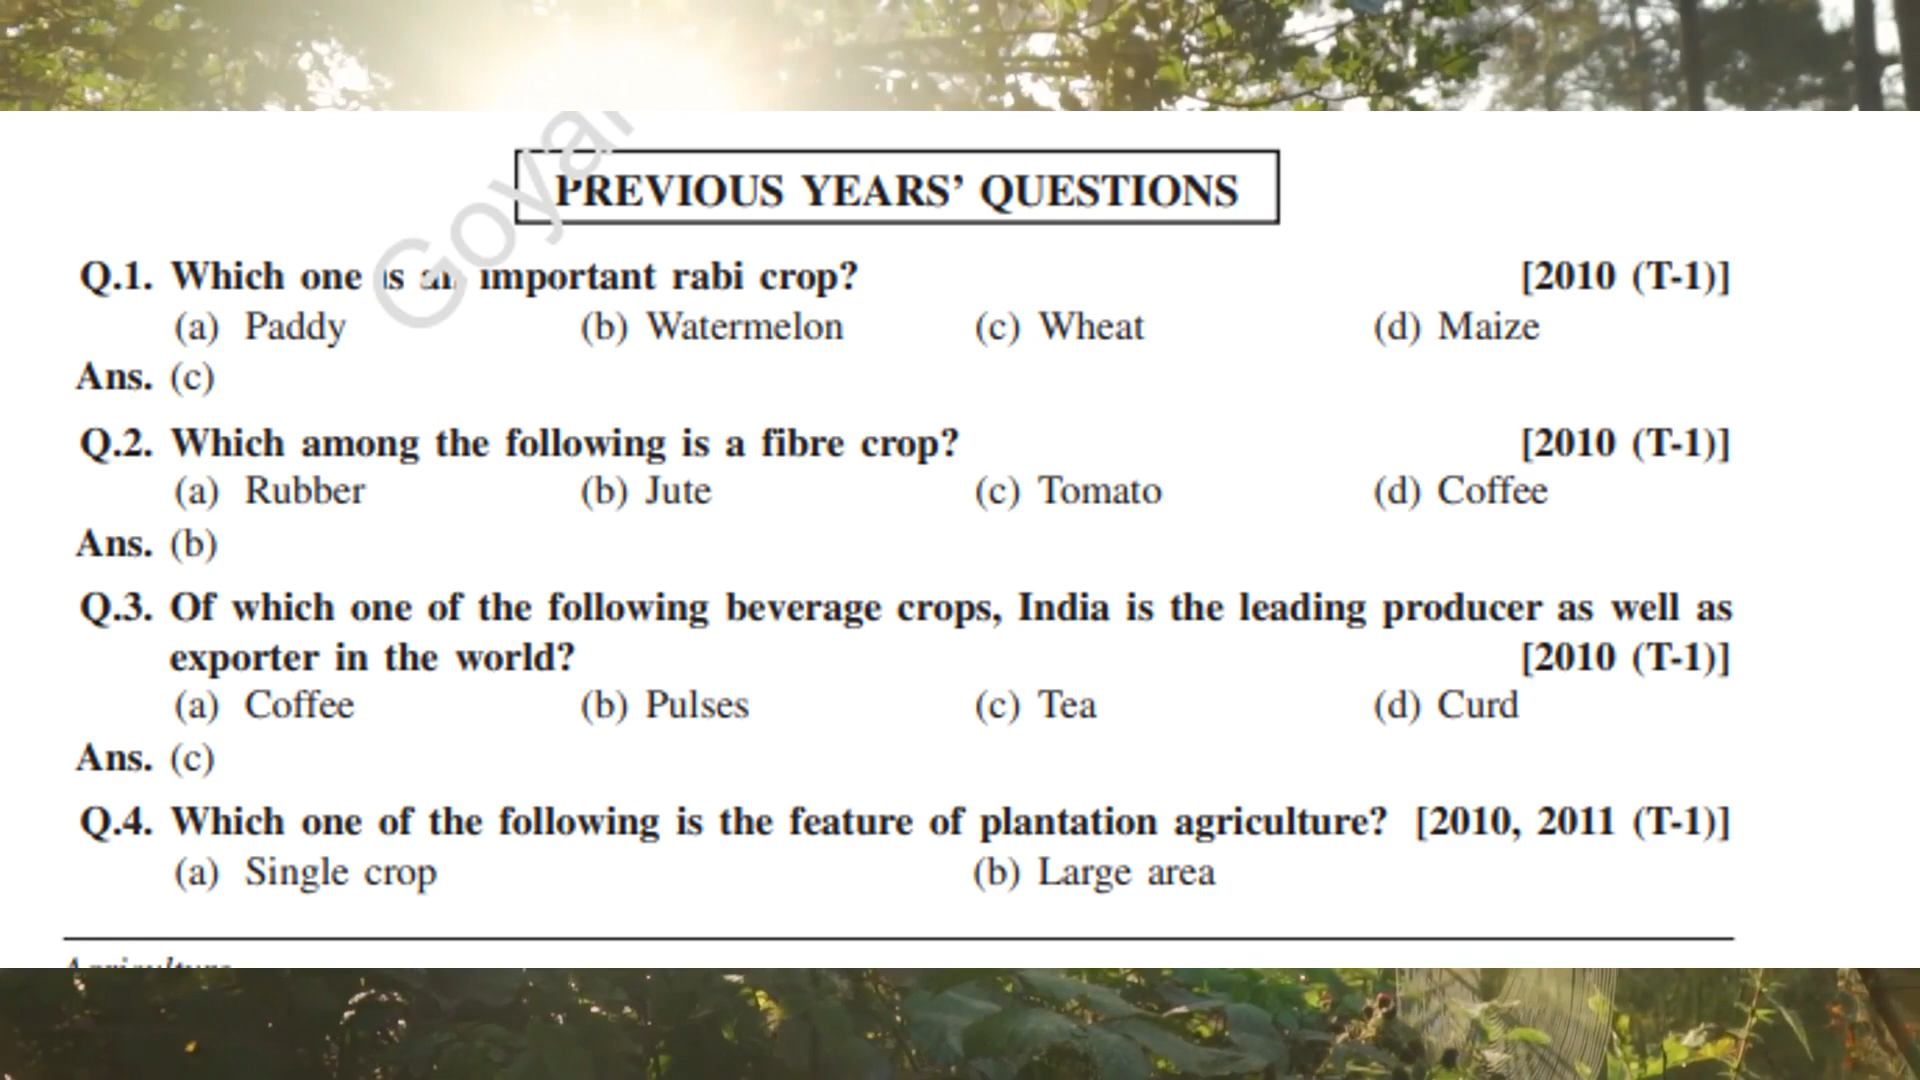 Goyal
PREVIOUS YEARS' QUESTIONS
Q.1. Which one is an important rabi crop? [2010 (T-1)]
(a) Paddy (b) Watermelon (c) Wheat (d) Maize
Ans. (c)
Q.2. Which among the following is a fibre crop? [2010 (T-1)]
(a) Rubber (b) Jute (c) Tomato (d) Coffee
Ans. (b)
Q.3. Of which one of the following beverage crops, India is the leading producer as well as
exporter in the world? [2010 (T-1)]
(a) Coffee (b) Pulses (c) Tea (d) Curd
Ans. (c)
Q.4. Which one of the following is the feature of plantation agriculture? [2010, 2011 (T-1)]
(a) Single crop (b) Large area
Agriculture